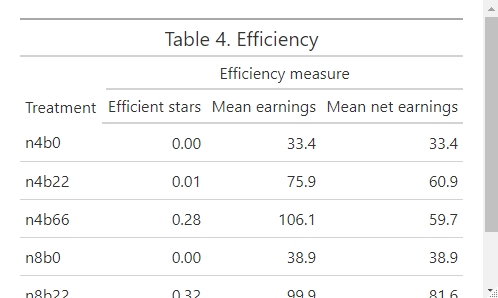 Table 4. Efficiency
Efficiency measure
Treatment Efficient stars Mean earnings Mean net earnings
n4b0 0.00 33.4 33.4
n4b22 0.01 75.9 60.9
n4b66 0.28 106.1 59.7
n8b0 0.00 38.9 38.9
n8b22 0.32 99.9 81.6